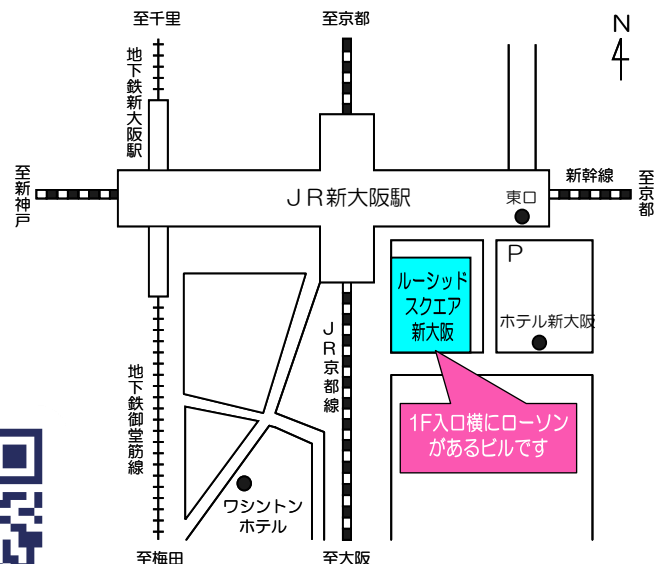 至千里
至京都
N
地下鉄新大阪駅
至新神戸
JR新大阪駅
新幹線
東口
至京都
P
ルーシッド
スクエア
新大阪
ホテル新大阪
JR京都線
地下鉄御堂筋線
1F入口横にローソン
があるビルです
ワシントン
ホテル
至梅田
至大阪